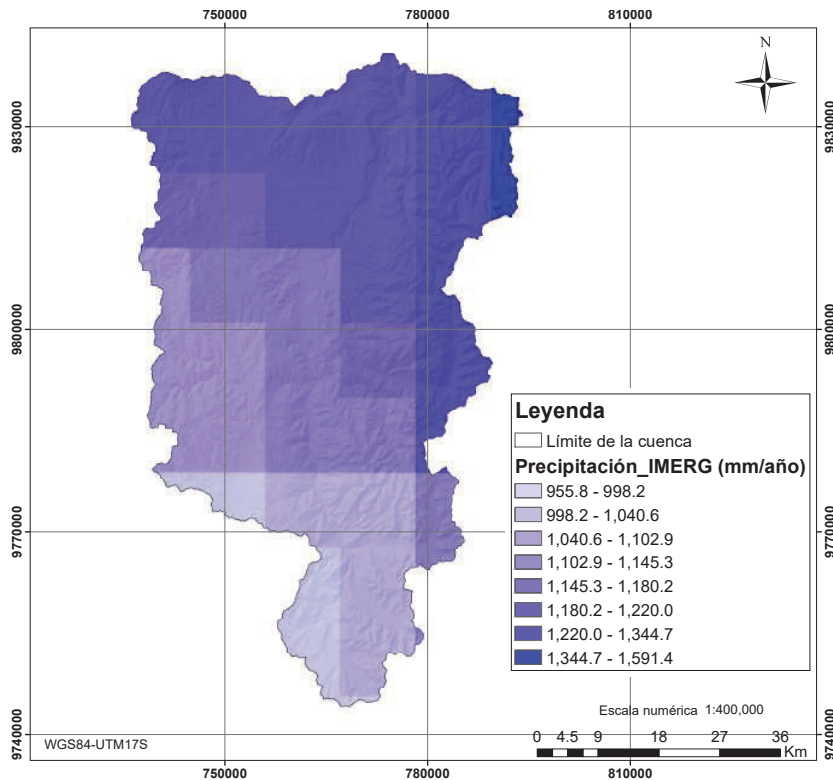 750000 780000 810000
N
9830000 9830000
9800000 9800000
Leyenda
Límite de la cuenca
Precipitación_IMERG (mm/año)
955.8 - 998.2
998.2 - 1,040.6
1,040.6 - 1,102.9
1,102.9 - 1,145.3
1,145.3 - 1,180.2
1,180.2 - 1,220.0
1,220.0 - 1,344.7
1,344.7 - 1,591.4
9770000 9770000
Escala numérica 1:400,000
0 4.5 9 18 27 36
Km
WGS84-UTM17S
9740000 9740000
750000 780000 810000